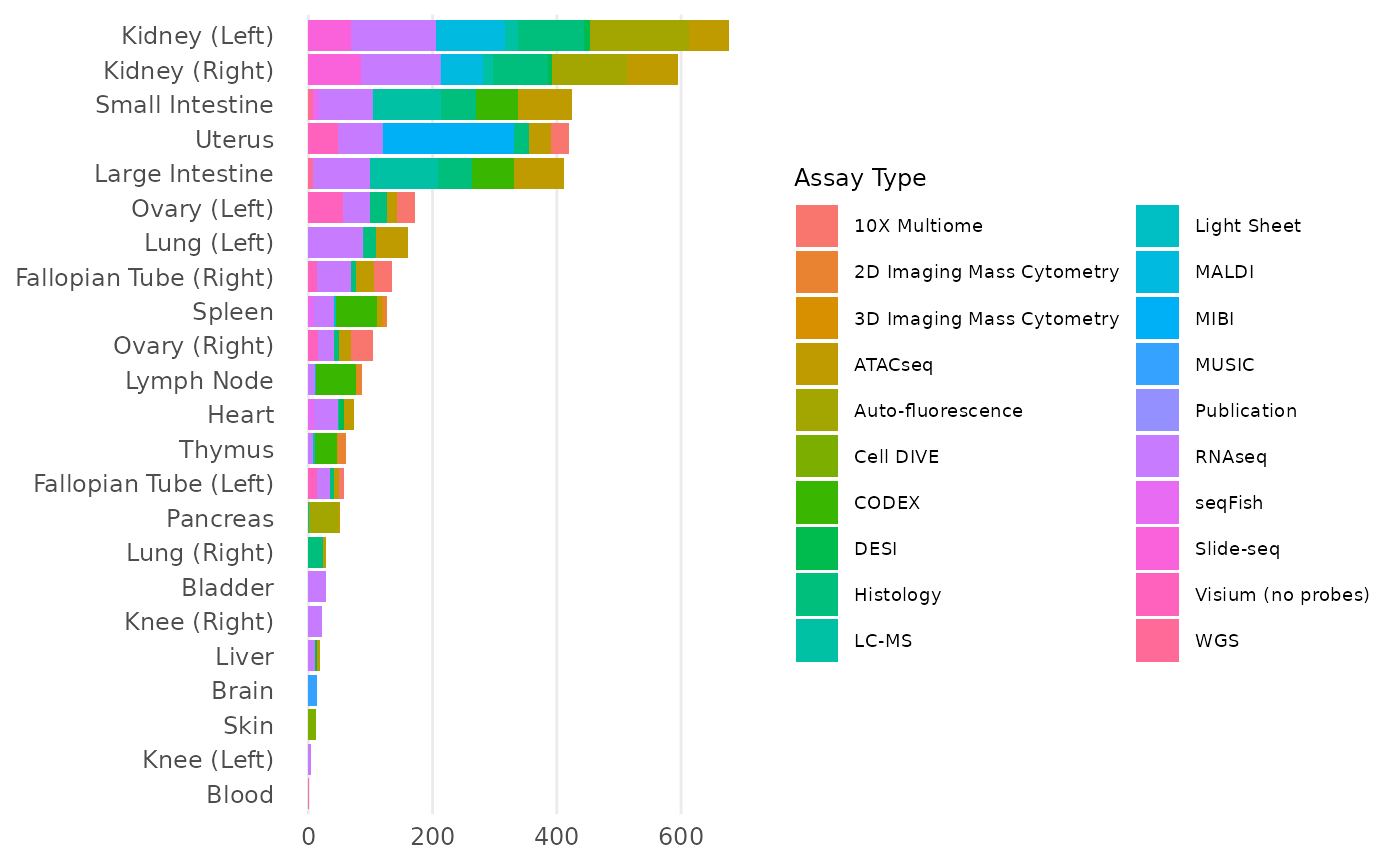 Kidney (Left)
Kidney (Right)
Small Intestine
Uterus
Large Intestine
Ovary (Left)
Lung (Left)
Fallopian Tube (Right)
Spleen
Ovary (Right)
Lymph Node
Heart
Thymus
Fallopian Tube (Left)
Pancreas
Lung (Right)
Bladder
Knee (Right)
Liver
Brain
Skin
Knee (Left)
Blood
0 200 400 600
Assay Type
10X Multiome
2D Imaging Mass Cytometry
3D Imaging Mass Cytometry
ATACseq
Auto-fluorescence
Cell DIVE
CODEX
DESI
Histology
LC-MS
Light Sheet
MALDI
MIBI
MUSIC
Publication
RNAseq
seqFish
Slide-seq
Visium (no probes)
WGS